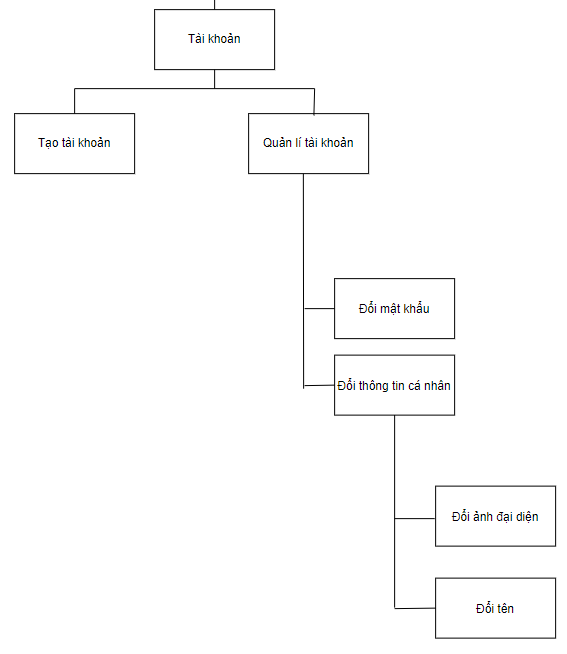 Tài khoản
Tạo tài khoản
Quản lí tài khoản
Đổi mật khẩu
Đổi thông tin cá nhân
Đổi ảnh đại diện
Đổi tên